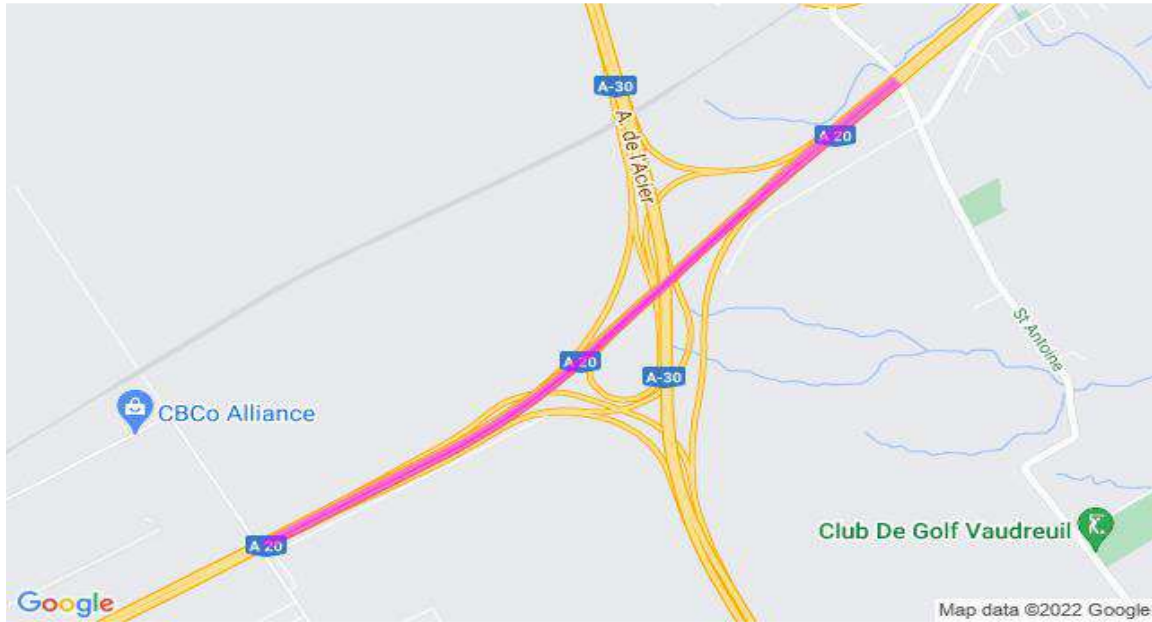 A-30
A. de l'Acier
A 20
St Antoine
A 20
A-30
CBCo Alliance
Club De Golf Vaudreuil
A 20
Google
Map data ©2022 Google